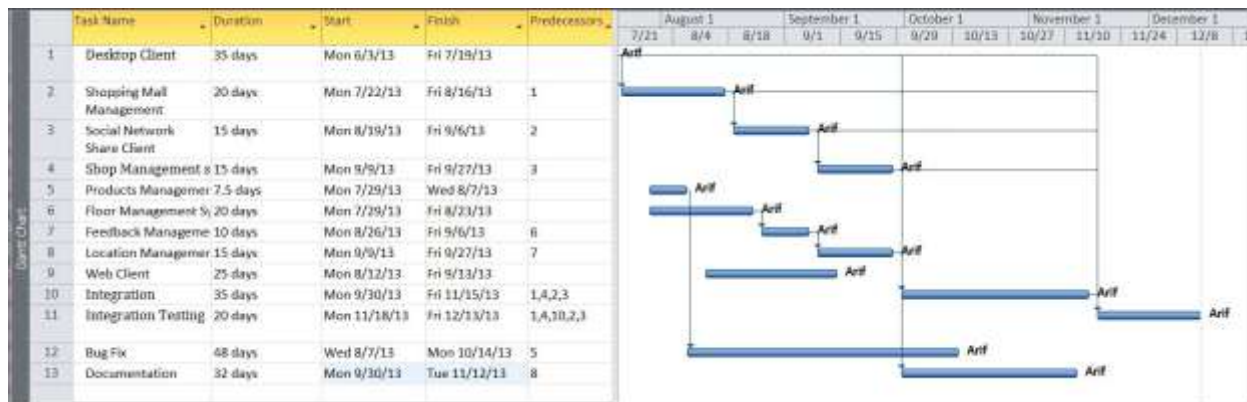 Task Name Duration Start Finish Predecessors August 1 September 1 October 1 November 1 December 1
7/21 8/4 8/18 9/1 9/15 9/29 10/13 10/27 11/10 11/24 12/8
1 Desktop Client 35 days Mon 6/3/13 Fri 7/19/13 Arif
2 Shopping Mall Management 20 days Mon 7/22/13 Fri 8/16/13 1 Arif
3 Social Network Share Client 15 days Mon 8/19/13 Fri 9/6/13 2 Arif
4 Shop Management s 15 days Mon 9/9/13 Fri 9/27/13 3 Arif
5 Products Managemer 7.5 days Mon 7/29/13 Wed 8/7/13 Arif
6 Floor Management Sy 20 days Mon 7/29/13 Fri 8/23/13 Arif
7 Feedback Manageme 10 days Mon 8/26/13 Fri 9/6/13 6 Arif
8 Location Managemer 15 days Mon 9/9/13 Fri 9/27/13 7 Arif
9 Web Client 25 days Mon 8/12/13 Fri 9/13/13 Arif
10 Integration 35 days Mon 9/30/13 Fri 11/15/13 1,4,2,3 Arif
11 Integration Testing 20 days Mon 11/18/13 Fri 12/13/13 1,4,10,2,3 Arif
12 Bug Fix 48 days Wed 8/7/13 Mon 10/14/13 5 Arif
13 Documentation 32 days Mon 9/30/13 Tue 11/12/13 8 Arif
Gantt Chart